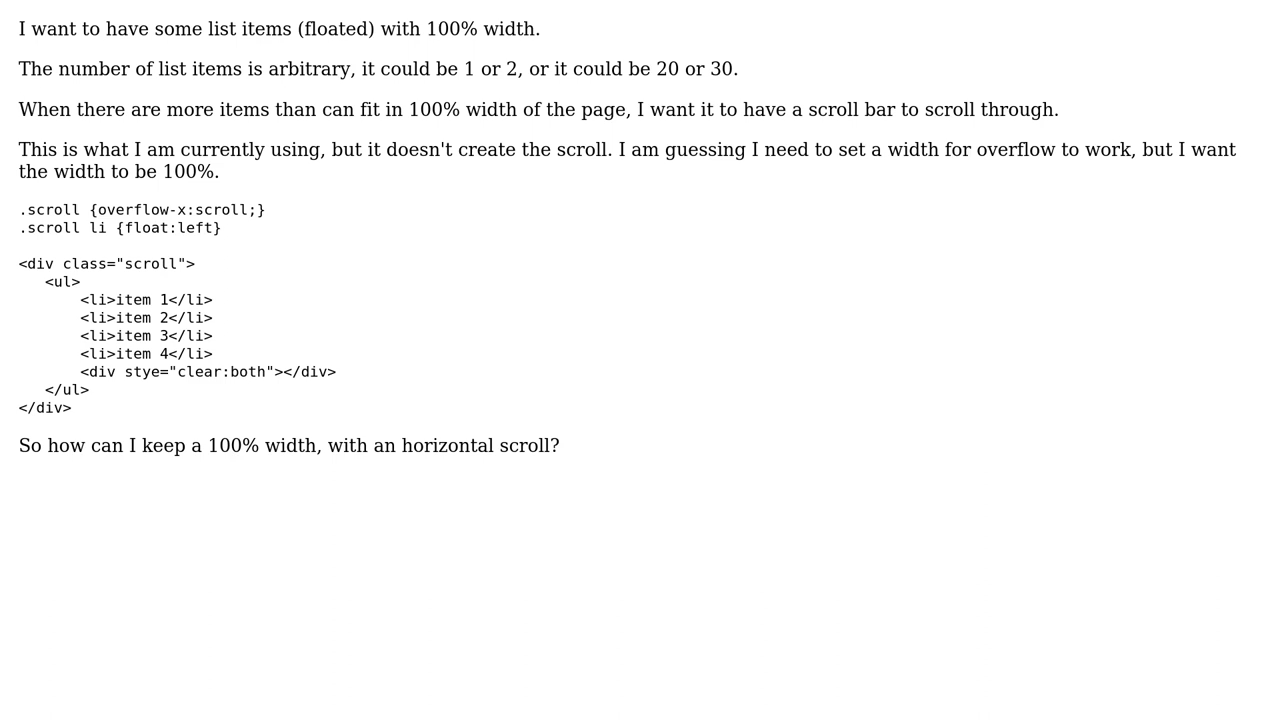 I want to have some list items (floated) with 100% width.
The number of list items is arbitrary, it could be 1 or 2, or it could be 20 or 30.
When there are more items than can fit in 100% width of the page, I want it to have a scroll bar to scroll through.
This is what I am currently using, but it doesn't create the scroll. I am guessing I need to set a width for overflow to work, but I want
the width to be 100%.
.scroll {overflow-x:scroll;}
.scroll li {float:left}
<div class="scroll">
   <ul>
       <li>item 1</li>
       <li>item 2</li>
       <li>item 3</li>
       <li>item 4</li>
       <div stye="clear:both"></div>
   </ul>
</div>
So how can I keep a 100% width, with an horizontal scroll?